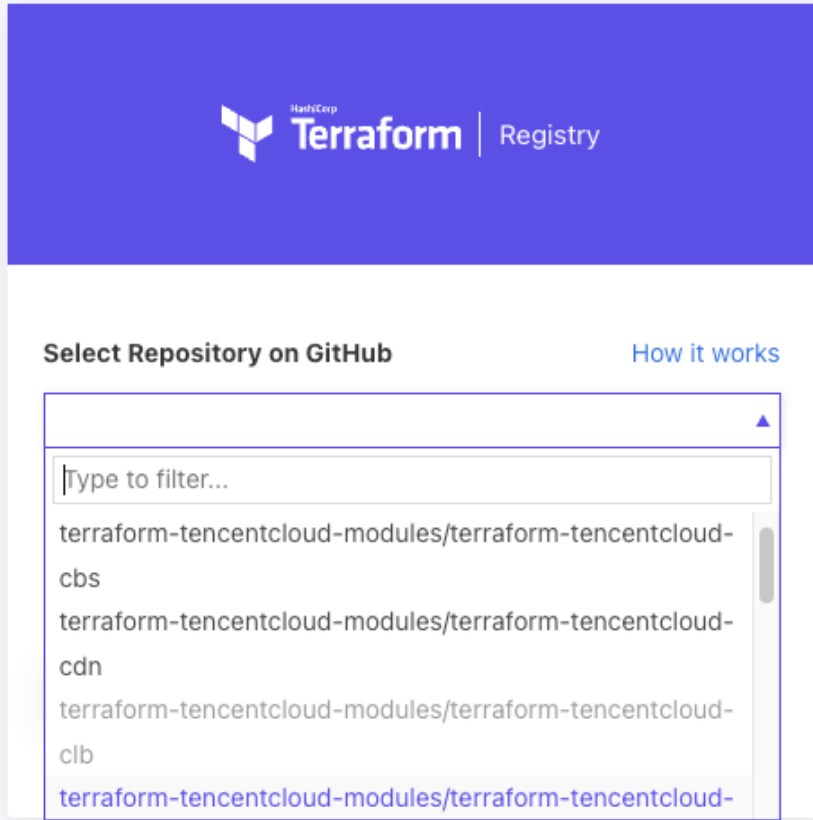 HashiCorp
Terraform | Registry
Select Repository on GitHub How it works
Type to filter...
terraform-tencentcloud-modules/terraform-tencentcloud-
cbs
terraform-tencentcloud-modules/terraform-tencentcloud-
cdn
terraform-tencentcloud-modules/terraform-tencentcloud-
clb
terraform-tencentcloud-modules/terraform-tencentcloud-